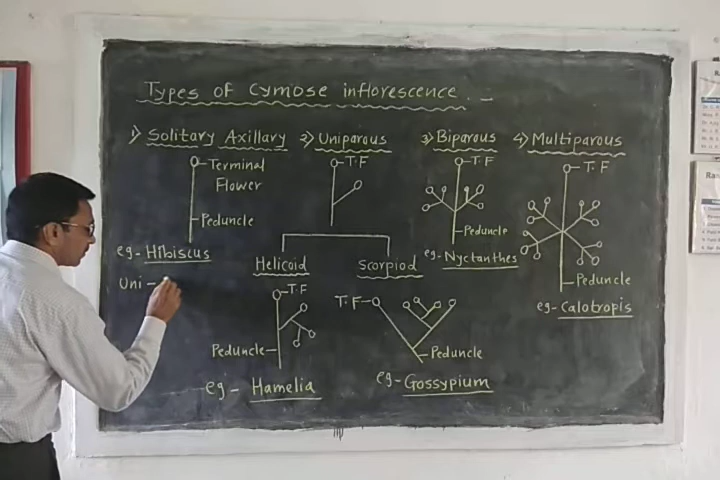 Types of Cymose inflorescence. -
1) Solitary Axillary
Terminal
Flower
Peduncle
eg- Hibiscus
Uni -
2) Uniparous
T.F
Helicoid
T.F
Peduncle
eg- Hamelia
Scorpiod
T.F
Peduncle
eg- Gossypium
3) Biparous
T.F
Peduncle
eg- Nyctanthes
4) Multiparous
T.F
Peduncle
eg- Calotropis